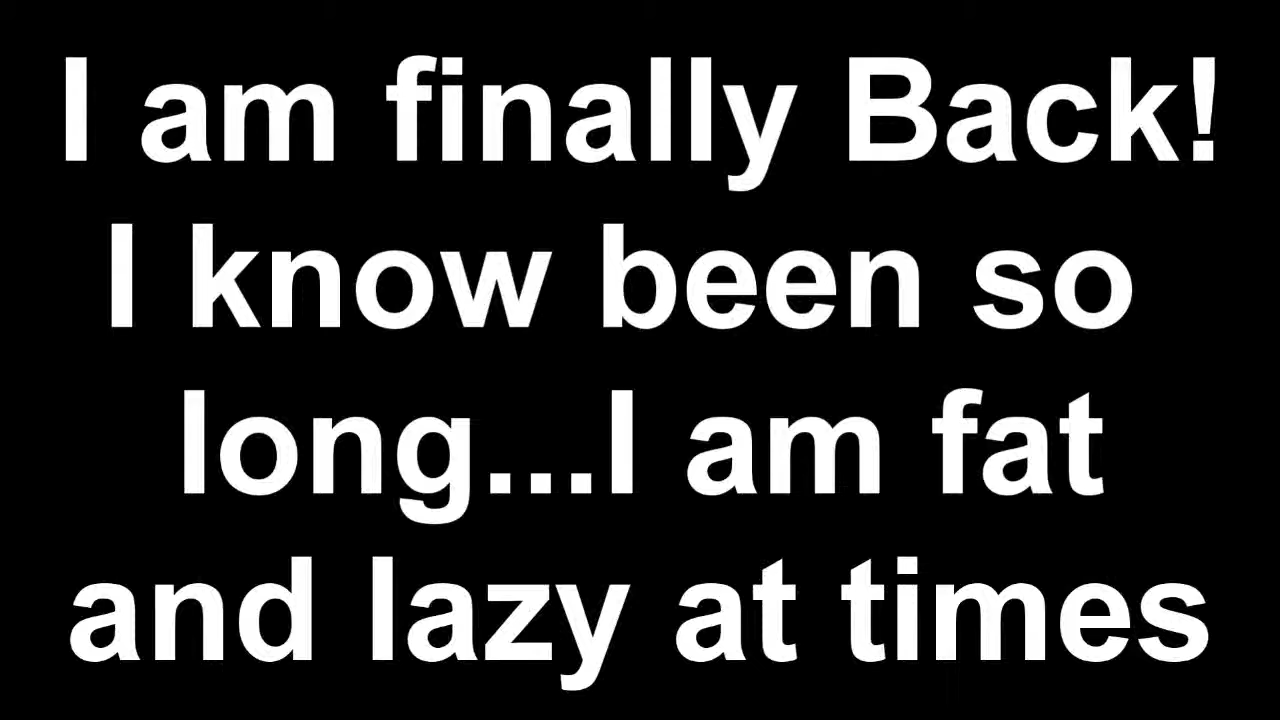 I am finally Back!
I know been so
long...I am fat
and lazy at times